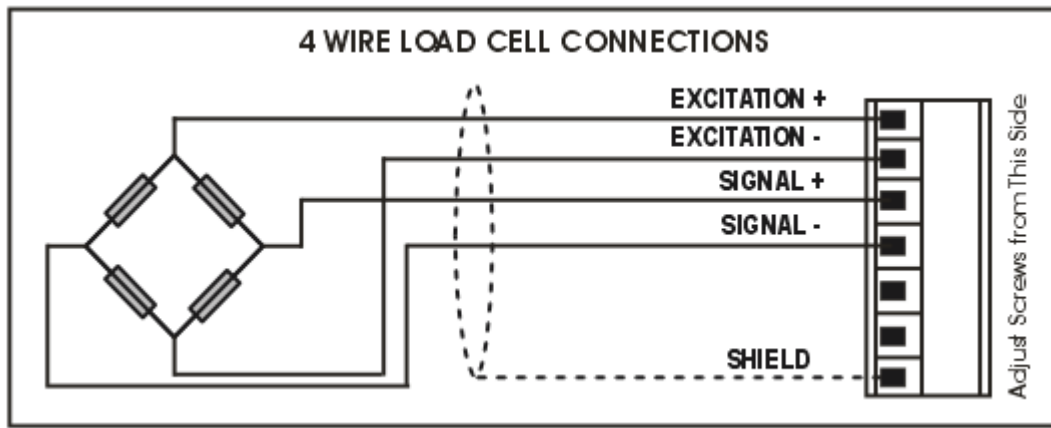 4 WIRE LOAD CELL CONNECTIONS
EXCITATION +
EXCITATION -
SIGNAL +
SIGNAL -
SHIELD
Adjust Screws from This Side